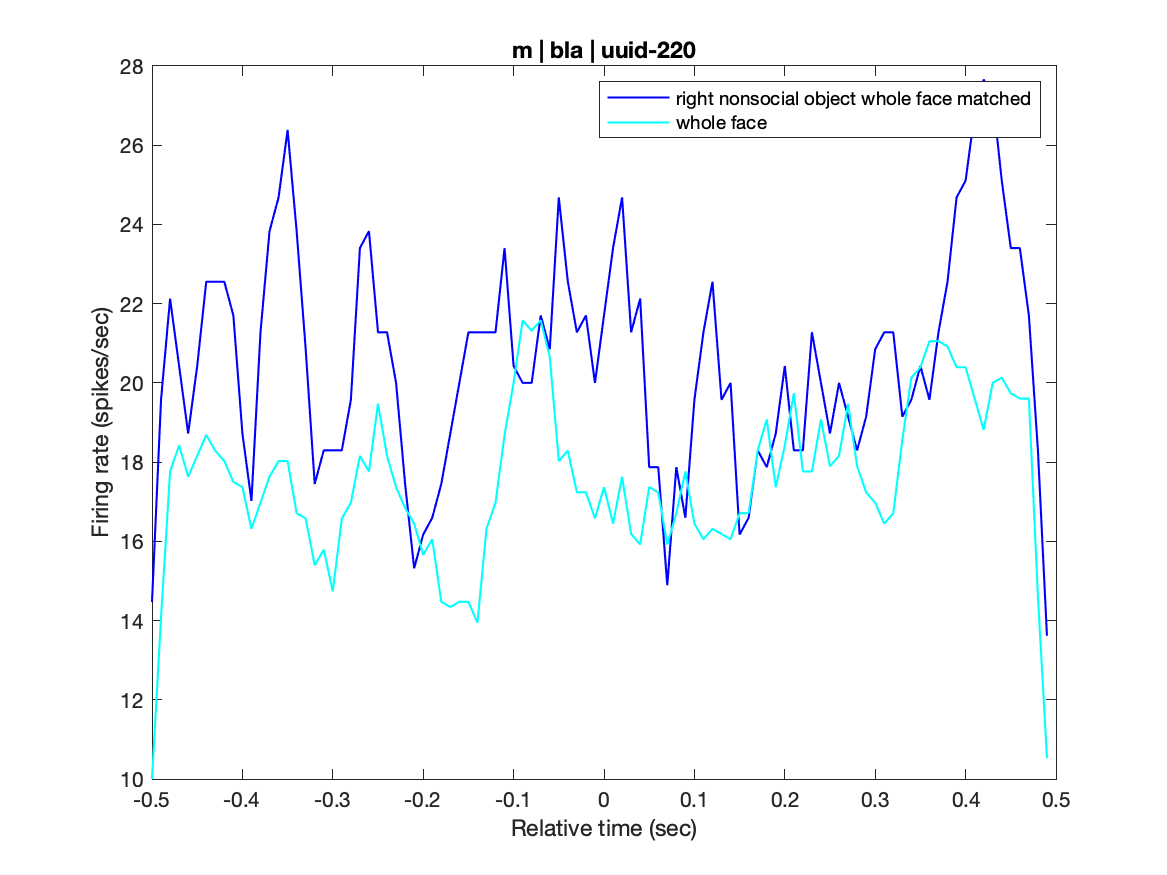 m | bla | uuid-220
28
26
24
22
20
18
16
14
12
10
Firing rate (spikes/sec)
right nonsocial object whole face matched
whole face
-0.5 -0.4 -0.3 -0.2 -0.1 0 0.1 0.2 0.3 0.4 0.5
Relative time (sec)